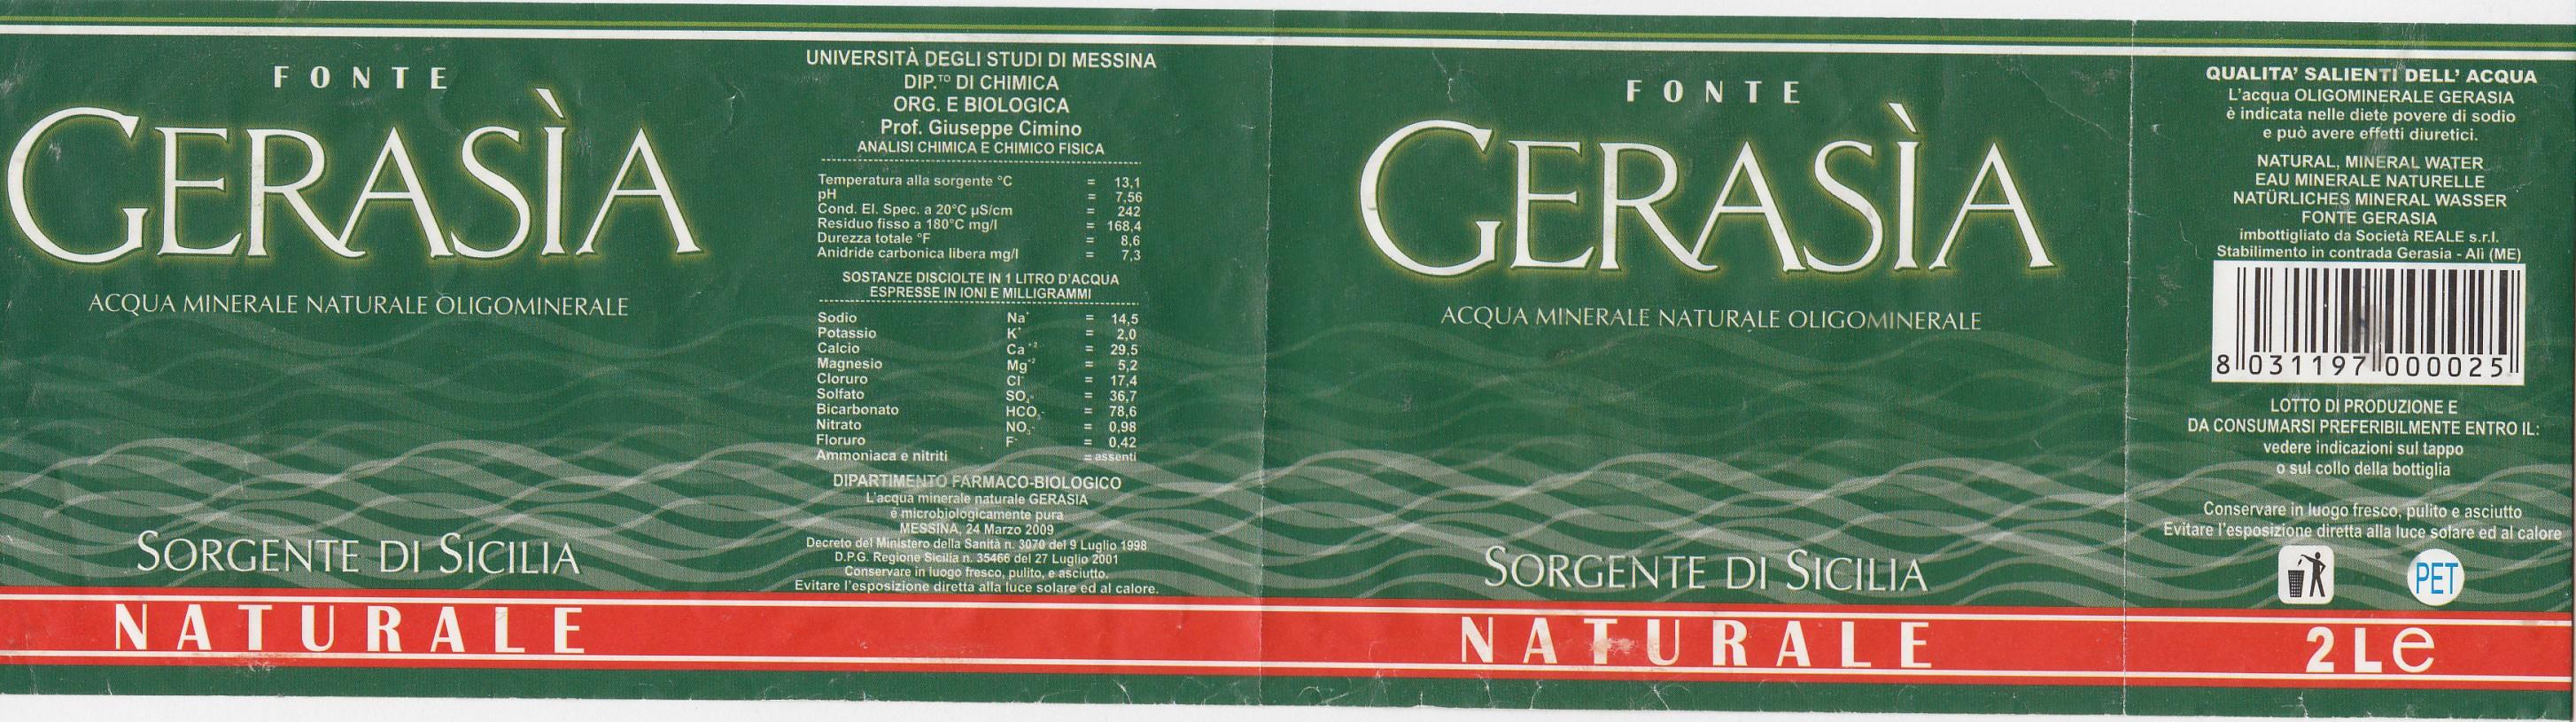 FONTE
GERASÌA
ACQUA MINERALE NATURALE OLIGOMINERALE
SORGENTE DI SICILIA
NATURALE
UNIVERSITÀ DEGLI STUDI DI MESSINA
DIP.TO DI CHIMICA
ORG. E BIOLOGICA
Prof. Giuseppe Cimino
ANALISI CHIMICA E CHIMICO FISICA
Temperatura alla sorgente °C = 13,1
pH = 7,56
Cond. El. Spec. a 20°C µS/cm = 242
Residuo fisso a 180°C mg/l = 168,4
Durezza totale °F = 8,6
Anidride carbonica libera mg/l = 7,3
SOSTANZE DISCIOLTE IN 1 LITRO D'ACQUA
ESPRESSE IN IONI E MILLIGRAMMI
Sodio Na+ = 14,5
Potassio K+ = 2,0
Calcio Ca+2 = 29,5
Magnesio Mg+2 = 5,2
Cloruro Cl- = 17,4
Solfato SO4= = 36,7
Bicarbonato HCO3- = 78,6
Nitrato NO3- = 0,98
Floruro F- = 0,42
Ammoniaca e nitriti = assenti
DIPARTIMENTO FARMACO-BIOLOGICO
L'acqua minerale naturale GERASIA
é microbiologicamente pura
MESSINA, 24 Marzo 2009
Decreto del Ministero della Sanità n. 3070 del 9 Luglio 1998
D.P.G. Regione Sicilia n. 35466 del 27 Luglio 2001
Conservare in luogo fresco, pulito, e asciutto.
Evitare l'esposizione diretta alla luce solare ed al calore.
FONTE
GERASÌA
ACQUA MINERALE NATURALE OLIGOMINERALE
SORGENTE DI SICILIA
NATURALE
QUALITA' SALIENTI DELL' ACQUA
L'acqua OLIGOMINERALE GERASIA
è indicata nelle diete povere di sodio
e può avere effetti diuretici.
NATURAL, MINERAL WATER
EAU MINERALE NATURELLE
NATÜRLICHES MINERAL WASSER
FONTE GERASIA
imbottigliato da Società REALE s.r.l.
Stabilimento in contrada Gerasia - Alì (ME)
8 031197 000025
LOTTO DI PRODUZIONE E
DA CONSUMARSI PREFERIBILMENTE ENTRO IL:
vedere indicazioni sul tappo
o sul collo della bottiglia
Conservare in luogo fresco, pulito e asciutto
Evitare l'esposizione diretta alla luce solare ed al calore
PET
2 L e